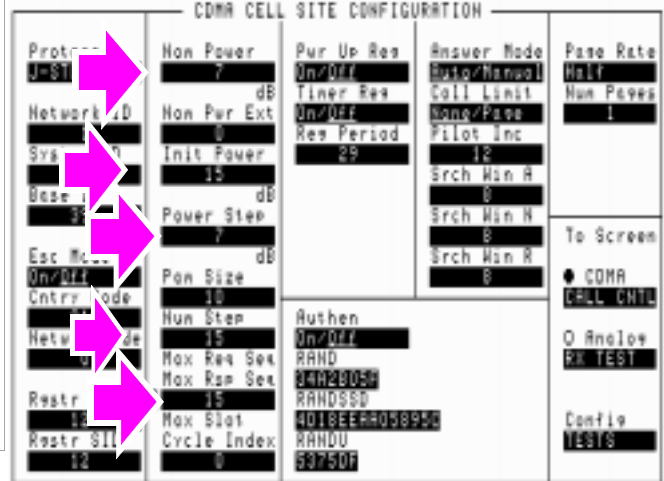 CDMA CELL SITE CONFIGURATION
Network ID
Base
Esc
On/Off
Cntry
Rgstr
Rgstr SID
12
Nom Power
7
dB
Nom Pwr Ext
0
Init Power
15
dB
Power Step
7
dB
Pam Size
10
Num Step
15
Max Req Seq
Max Rsp Seq
15
Max Slot
Cycle Index
0
Pwr Up Reg
On/Off
Timer Reg
On/Off
Reg Period
29
Answer Mode
Auto/Manual
Call Limit
None/Page
Pilot Inc
12
Srch Win A
8
Srch Win N
8
Srch Win R
8
Authen
On/Off
RAND
34A2BD5F
RANDSSD
4D18EEAA05895C
RANDU
5375DF
Page Rate
Half
Num Pages
1
To Screen
CDMA
CALL CNTL
Analog
RX TEST
Config
TESTS